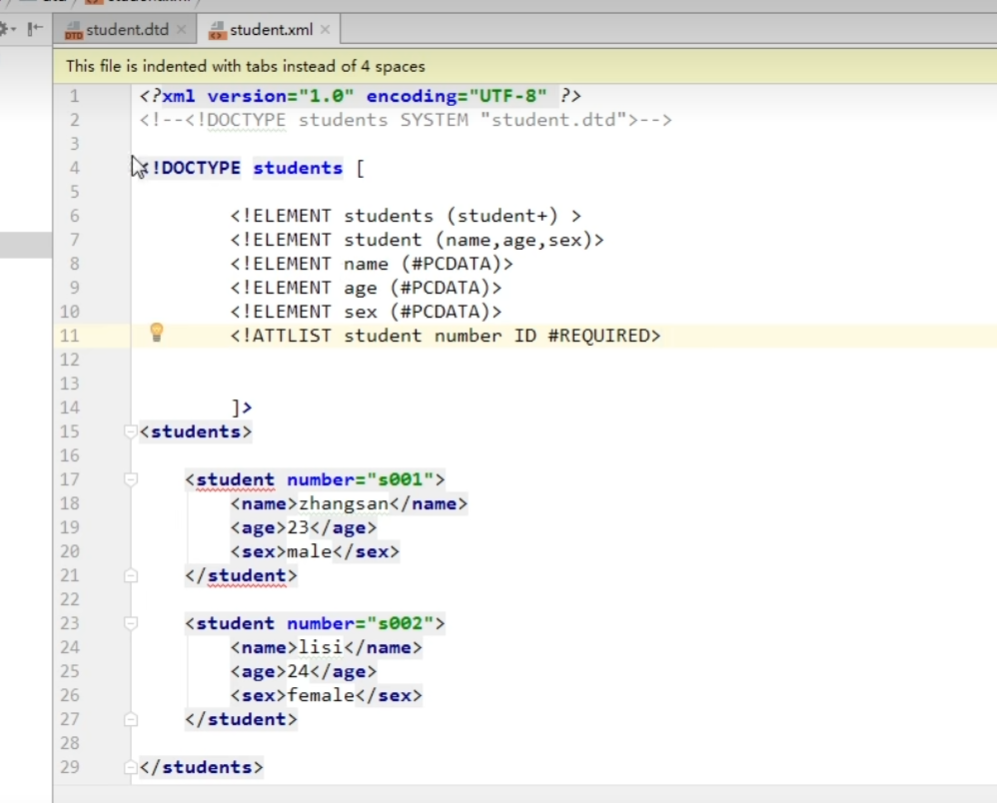 student.dtd
student.xml
This file is indented with tabs instead of 4 spaces
1 <?xml version="1.0" encoding="UTF-8" ?>
2 <!--<!DOCTYPE students SYSTEM "student.dtd">-->
3
4 <!DOCTYPE students [
5
6 <!ELEMENT students (student+) >
7 <!ELEMENT student (name,age,sex)>
8 <!ELEMENT name (#PCDATA)>
9 <!ELEMENT age (#PCDATA)>
10 <!ELEMENT sex (#PCDATA)>
11 <!ATTLIST student number ID #REQUIRED>
12
13
14 ]>
15 <students>
16
17 <student number="s001">
18 <name>zhangsan</name>
19 <age>23</age>
20 <sex>male</sex>
21 </student>
22
23 <student number="s002">
24 <name>lisi</name>
25 <age>24</age>
26 <sex>female</sex>
27 </student>
28
29 </students>